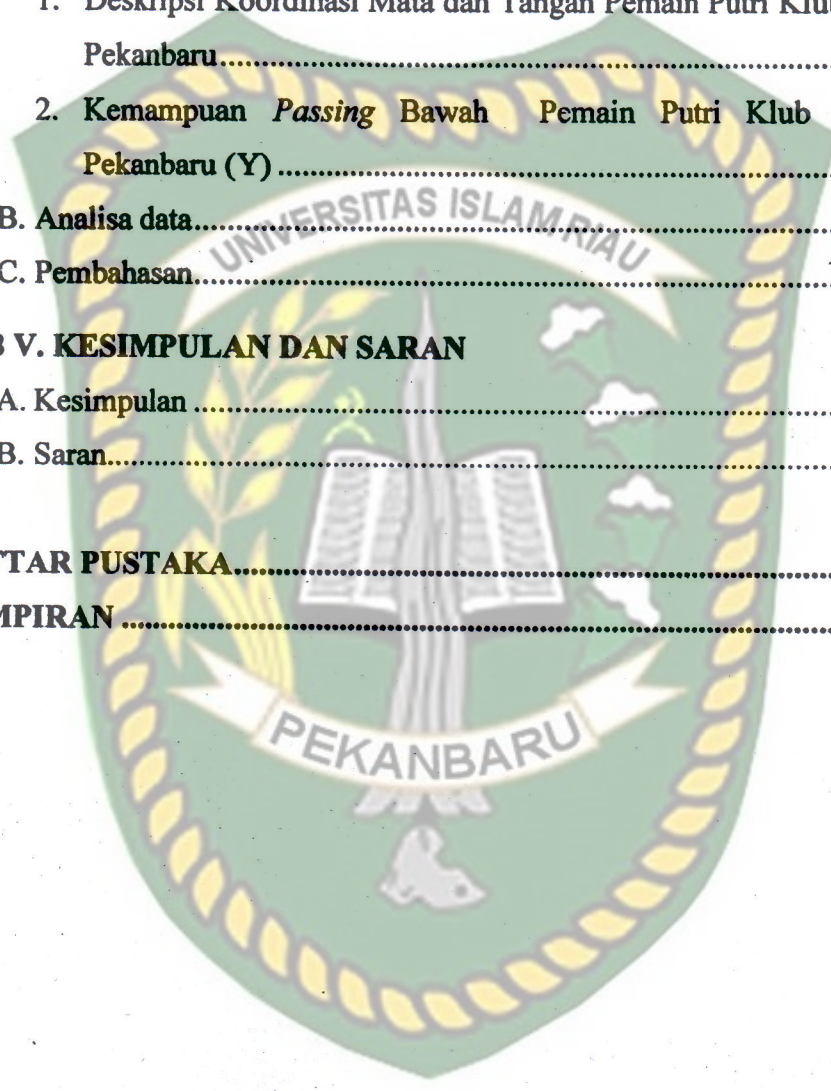 1. Deskripsi Koordinasi Mata dan Tangan Pemain Putri Klub
Pekanbaru..........................................................................
2. Kemampuan Passing Bawah Pemain Putri Klub
Pekanbaru (Y) ..................................................................
B. Analisa data..........................................................................
C. Pembahasan..........................................................................
V. KESIMPULAN DAN SARAN
A. Kesimpulan ..........................................................................
B. Saran..........................................................................
TAR PUSTAKA..........................................................................
MPIRAN ..........................................................................
UNIVERSITAS ISLAM RIAU
PEKANBARU